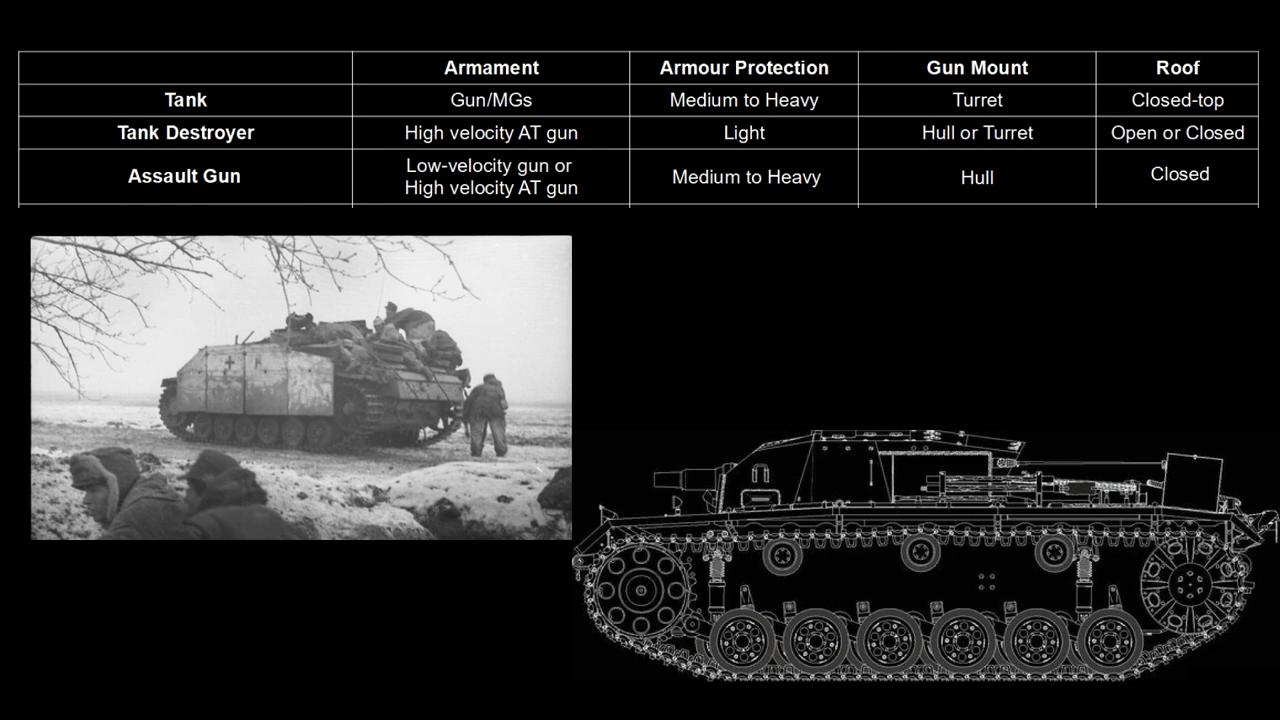 Armament Armour Protection Gun Mount Roof
Tank Gun/MGs Medium to Heavy Turret Closed-top
Tank Destroyer High velocity AT gun Light Hull or Turret Open or Closed
Assault Gun Low-velocity gun or High velocity AT gun Medium to Heavy Hull Closed